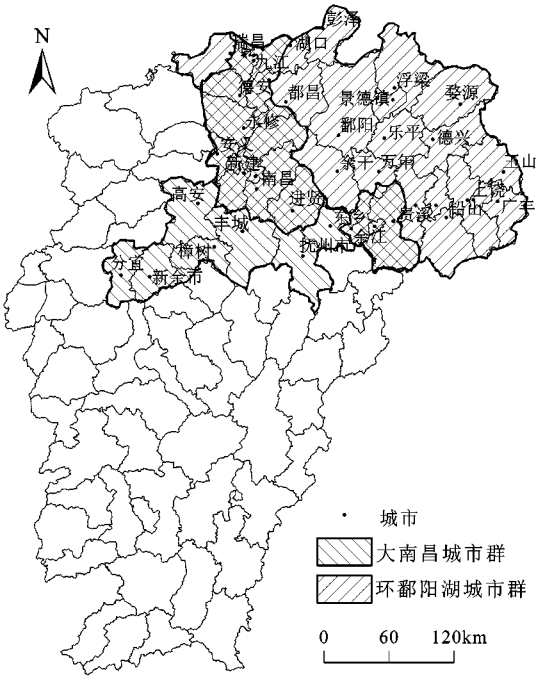 彭泽
N
瑞昌
湖口
九江
浮梁
德安
都昌
景德镇
婺源
永修
鄱阳
乐平
德兴
安义
新建
余干
万年
玉山
南昌
上饶
高安
进贤
贵溪
铅山
广丰
丰城
东乡
余江
抚州市
樟树
分宜
新余市
城市
大南昌城市群
环鄱阳湖城市群
0 60 120km